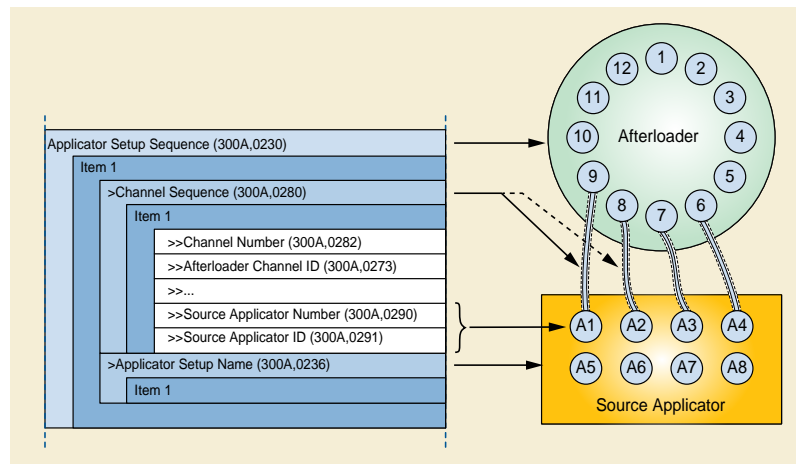 Applicator Setup Sequence (300A,0230)
Item 1
>Channel Sequence (300A,0280)
Item 1
>>Channel Number (300A,0282)
>>Afterloader Channel ID (300A,0273)
>>...
>>Source Applicator Number (300A,0290)
>>Source Applicator ID (300A,0291)
>Applicator Setup Name (300A,0236)
Item 1
1
2
3
4
5
6
7
8
9
10
11
12
Afterloader
A1 A2 A3 A4
A5 A6 A7 A8
Source Applicator